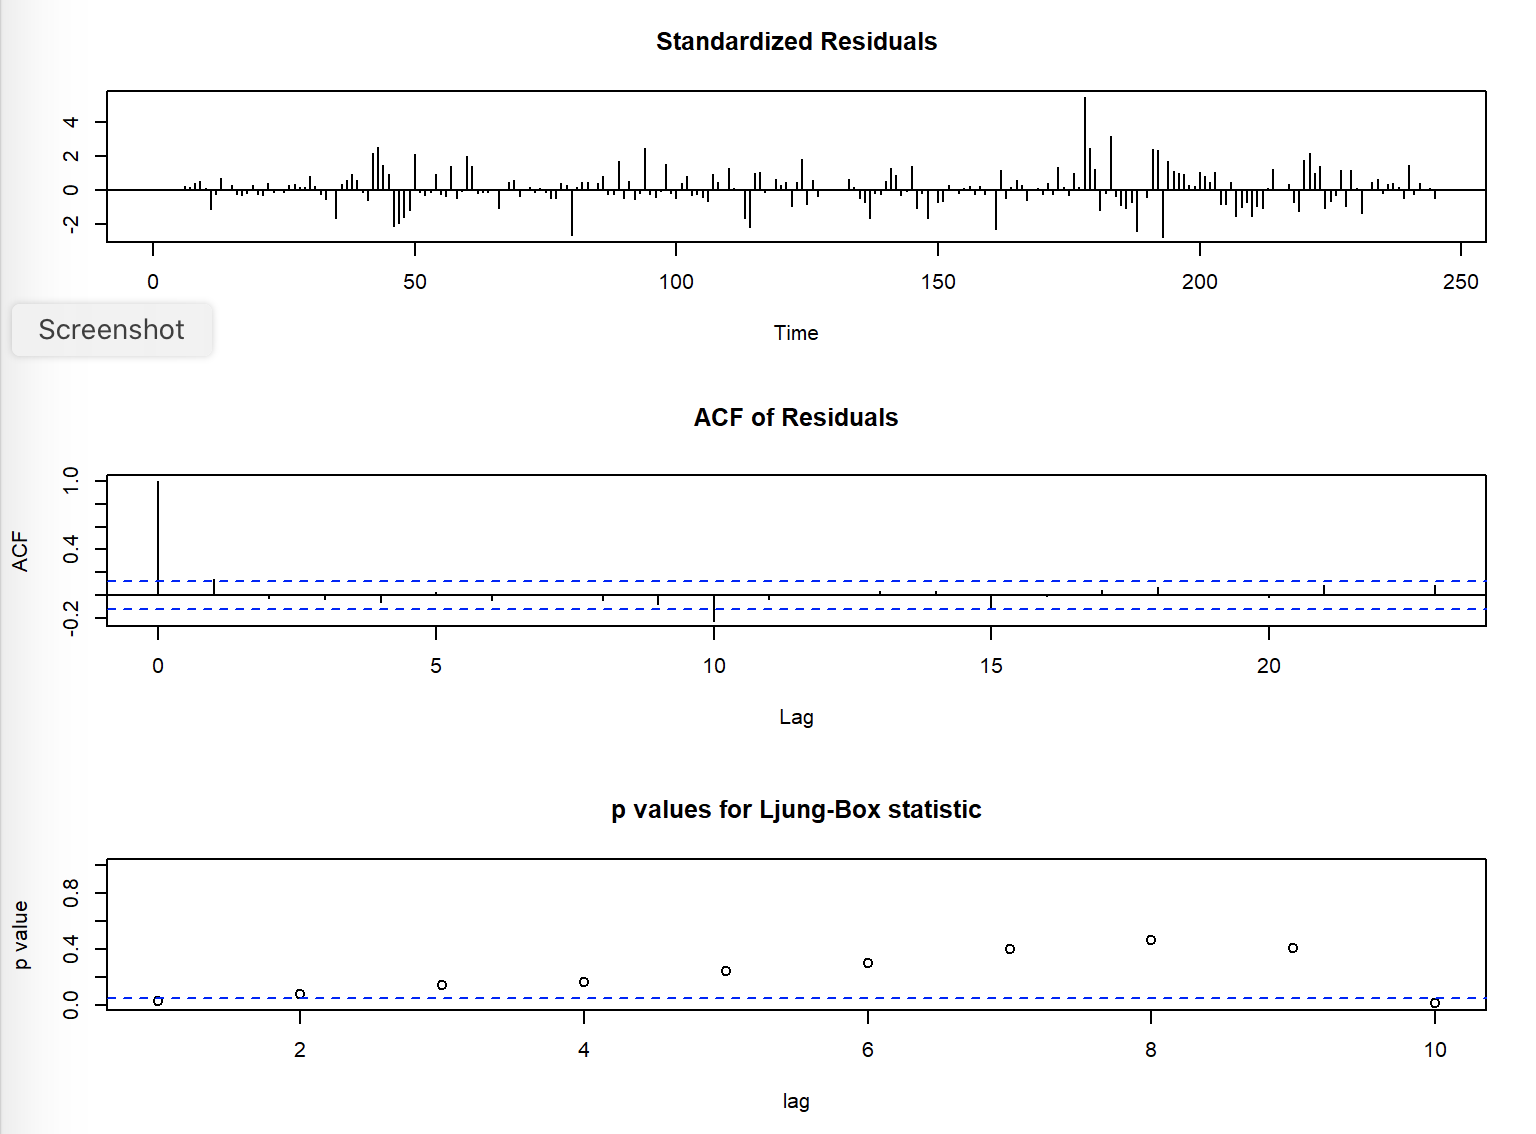 Standardized Residuals
4
2
0
-2
0 50 100 150 200 250
Time
Screenshot
ACF of Residuals
ACF
1.0
0.4
-0.2
0 5 10 15 20
Lag
p values for Ljung-Box statistic
p value
0.8
0.4
0.0
2 4 6 8 10
lag